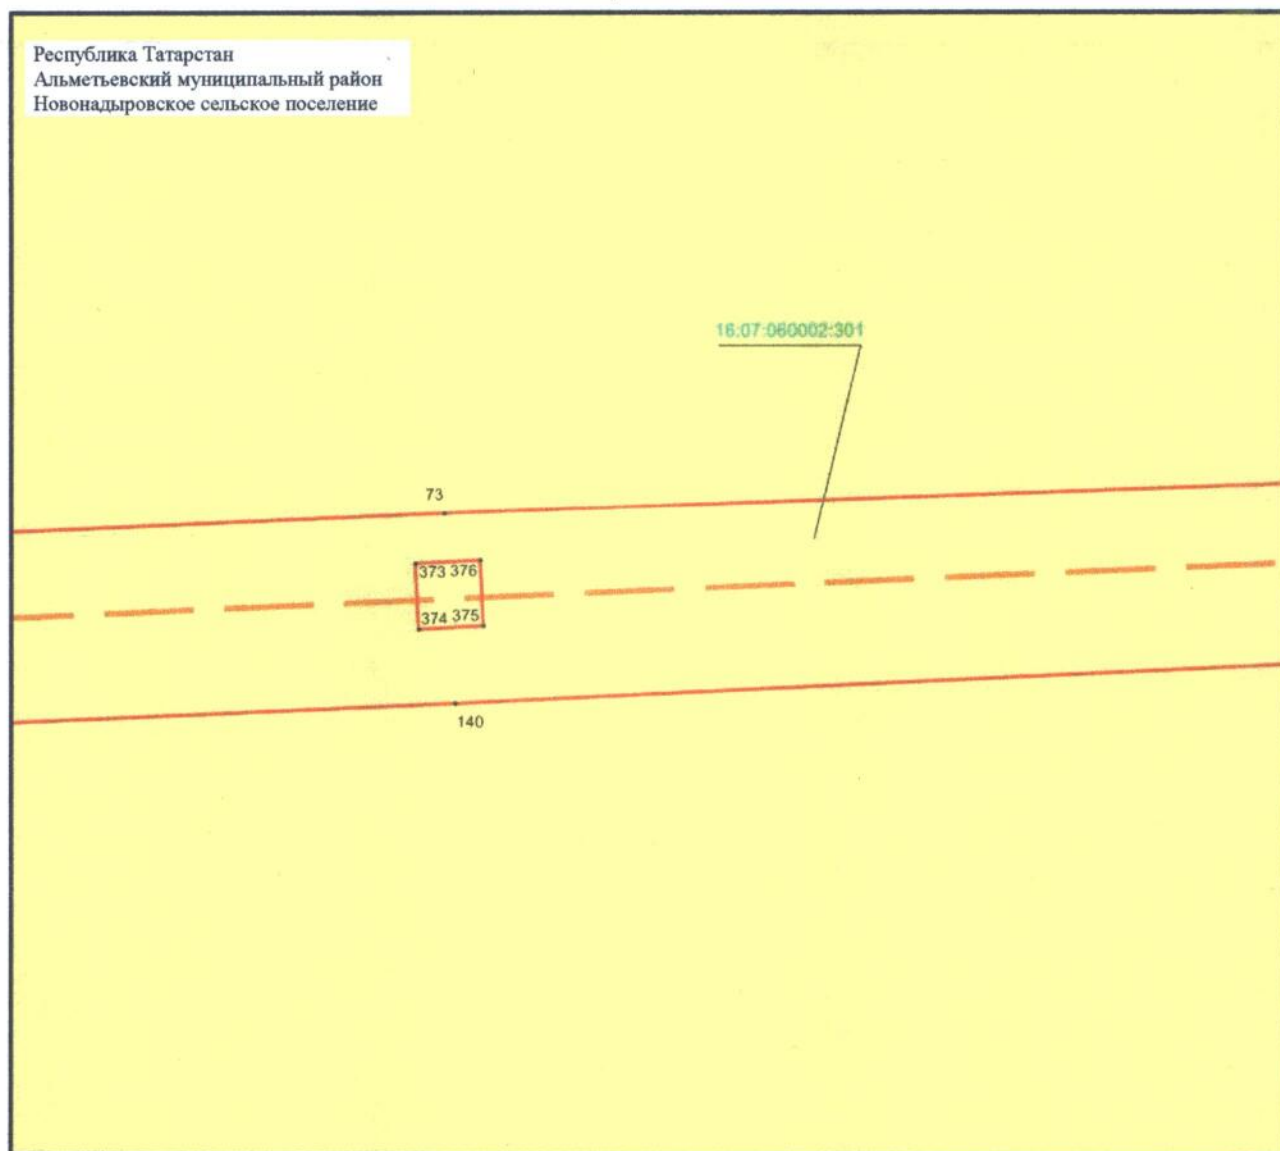 Республика Татарстан
Альметьевский муниципальный район
Новонадыровское сельское поселение
16:07:060002:301
73
373 376
374 375
140